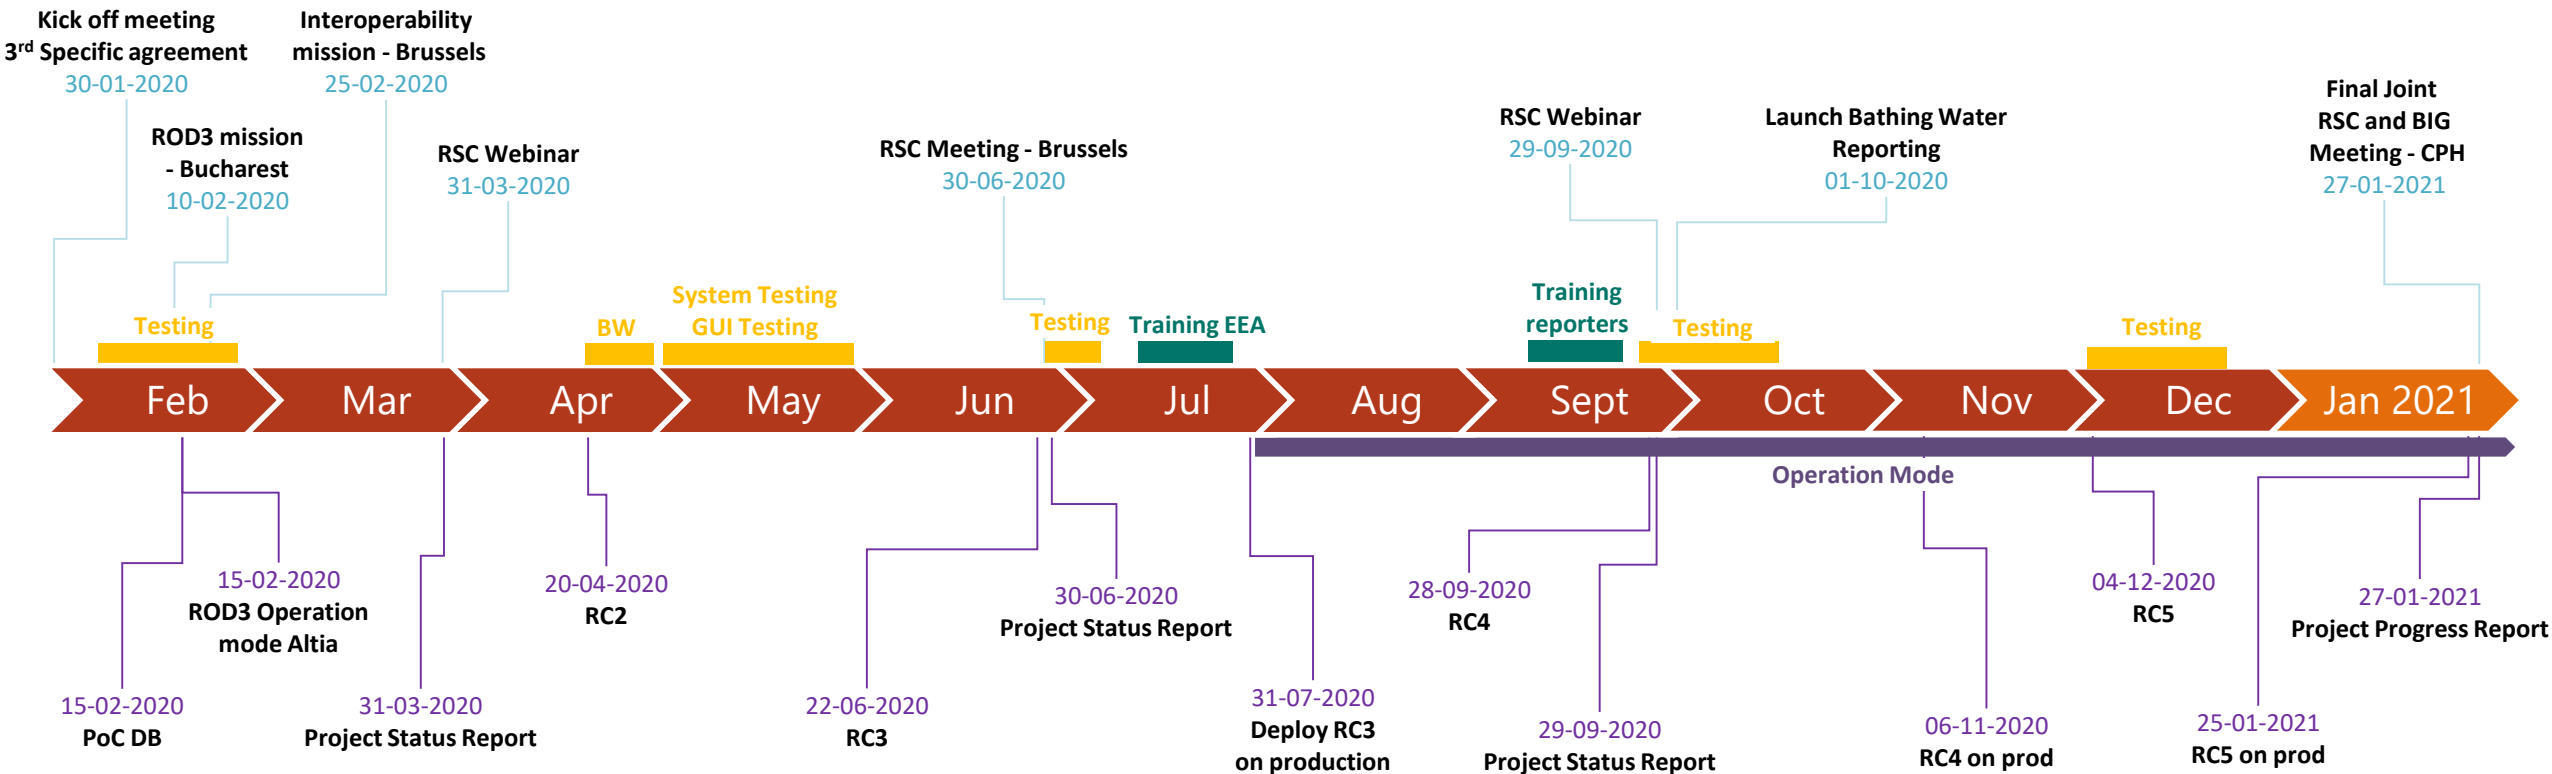 Kick off meeting
3rd Specific agreement
30-01-2020
Interoperability
mission - Brussels
25-02-2020
ROD3 mission
- Bucharest
10-02-2020
RSC Webinar
31-03-2020
RSC Meeting - Brussels
30-06-2020
RSC Webinar
29-09-2020
Launch Bathing Water
Reporting
01-10-2020
Final Joint
RSC and BIG
Meeting - CPH
27-01-2021
Testing
BW
System Testing
GUI Testing
Testing
Training EEA
Training
reporters
Testing
Testing
Feb
Mar
Apr
May
Jun
Jul
Aug
Sept
Oct
Nov
Dec
Jan 2021
Operation Mode
15-02-2020
PoC DB
15-02-2020
ROD3 Operation
mode Altia
31-03-2020
Project Status Report
20-04-2020
RC2
22-06-2020
RC3
30-06-2020
Project Status Report
31-07-2020
Deploy RC3
on production
28-09-2020
RC4
29-09-2020
Project Status Report
06-11-2020
RC4 on prod
04-12-2020
RC5
25-01-2021
RC5 on prod
27-01-2021
Project Progress Report